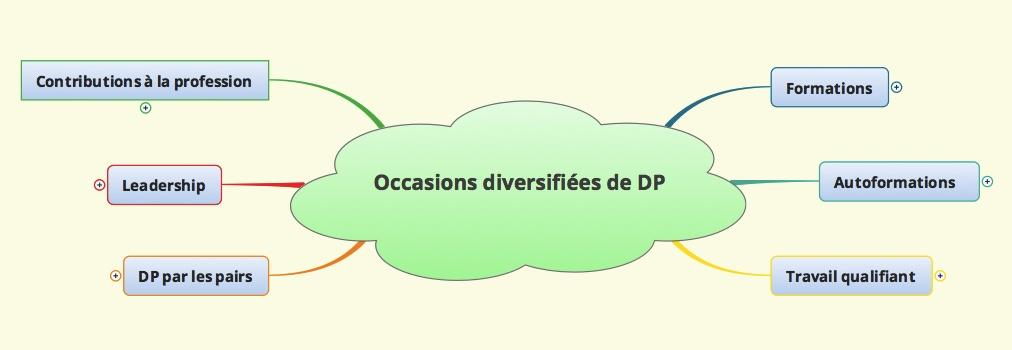 Contributions à la profession
Formations
Leadership
Occasions diversifiées de DP
Autoformations
DP par les pairs
Travail qualifiant